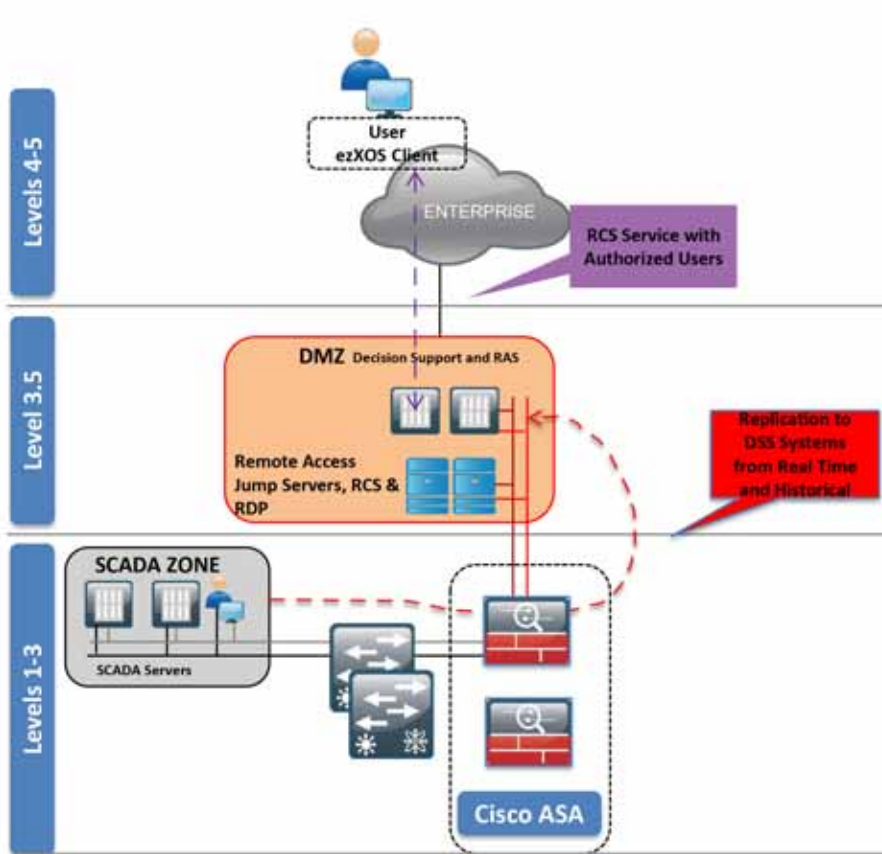 Levels 4-5
User
ezXOS Client
ENTERPRISE
RCS Service with
Authorized Users
Level 3.5
DMZ Decision Support and RAS
Remote Access
Jump Servers, RCS &
RDP
Replication to
DSS Systems
from Real Time
and Historical
Levels 1-3
SCADA ZONE
SCADA Servers
Cisco ASA